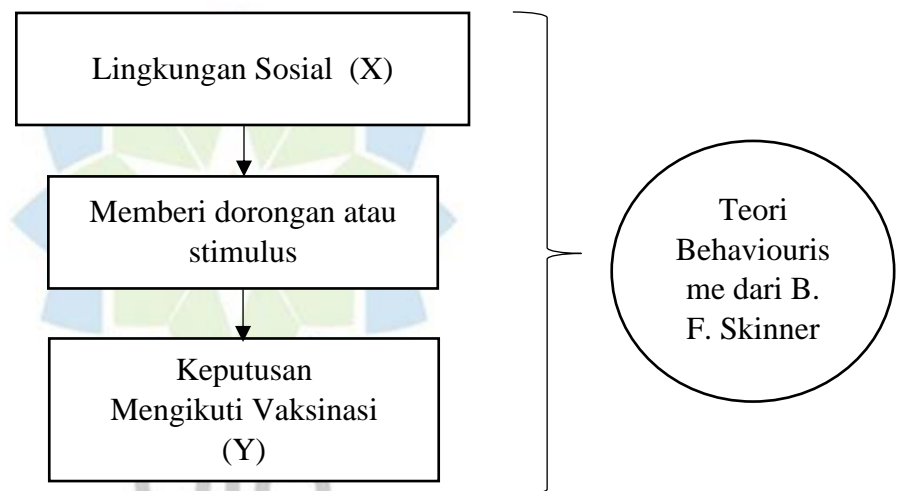 Lingkungan Sosial (X)
Memberi dorongan atau
stimulus
Keputusan
Mengikuti Vaksinasi
(Y)
Teori
Behaviouris
me dari B.
F. Skinner